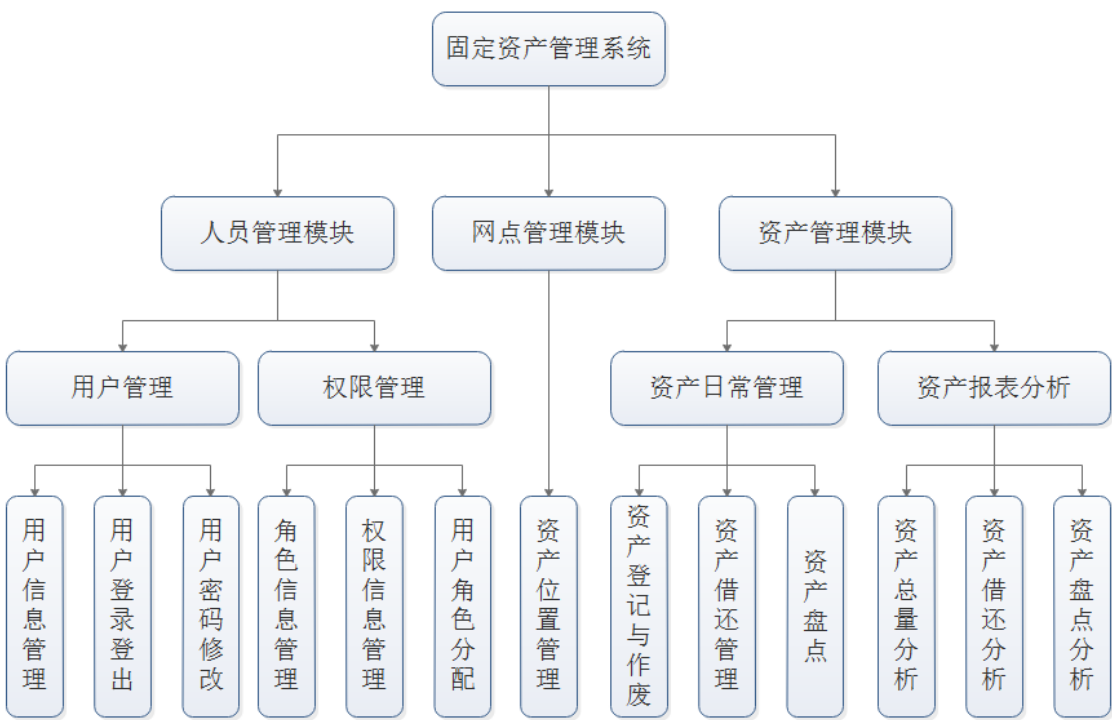 固定资产管理系统
人员管理模块
网点管理模块
资产管理模块
用户管理
权限管理
资产日常管理
资产报表分析
用户信息管理
用户登录登出
用户密码修改
角色信息管理
权限信息管理
用户角色分配
资产位置管理
资产登记与作废
资产借还管理
资产盘点
资产总量分析
资产借还分析
资产盘点分析